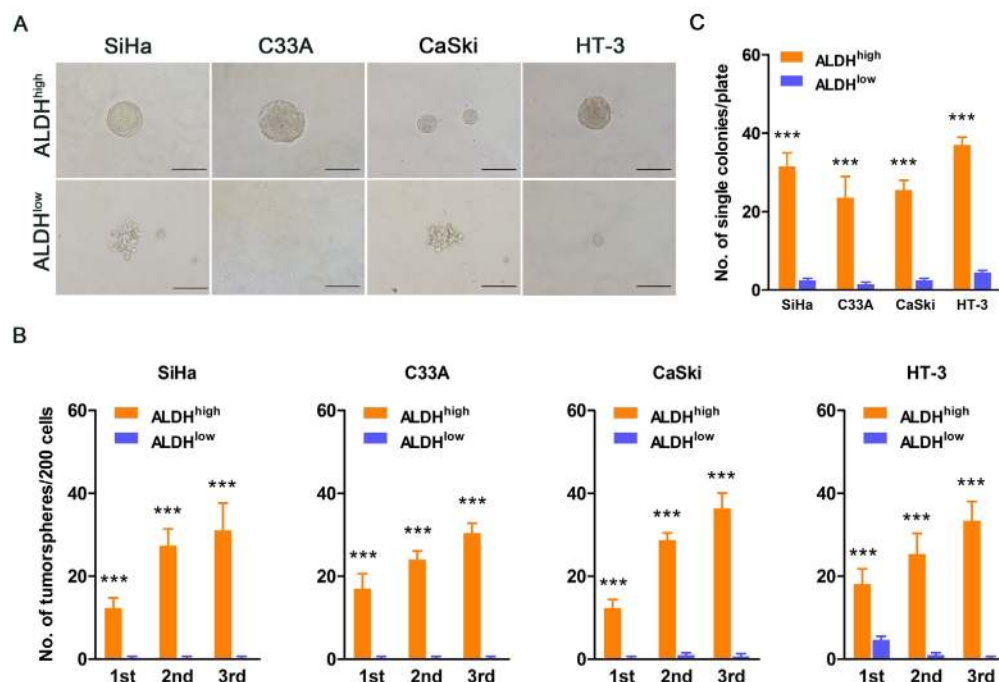 A
SiHa C33A CaSki HT-3
ALDHhigh
ALDHlow
C
No. of single colonies/plate
60
40
20
0
ALDHhigh
ALDHlow
*** *** *** ***
SiHa C33A CaSki HT-3
B
No. of tumorspheres/200 cells
SiHa
60
40
20
0
ALDHhigh
ALDHlow
*** *** ***
1st 2nd 3rd
C33A
60
40
20
0
ALDHhigh
ALDHlow
*** *** ***
1st 2nd 3rd
CaSki
60
40
20
0
ALDHhigh
ALDHlow
*** *** ***
1st 2nd 3rd
HT-3
60
40
20
0
ALDHhigh
ALDHlow
*** *** ***
1st 2nd 3rd